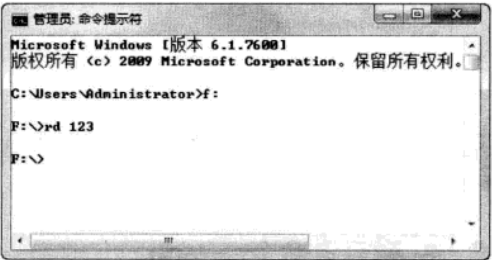 管理员: 命令提示符
Microsoft Windows [版本 6.1.7600]
版权所有 (c) 2009 Microsoft Corporation。保留所有权利。
C:\Users\Administrator>f:
F:\>rd 123
F:\>